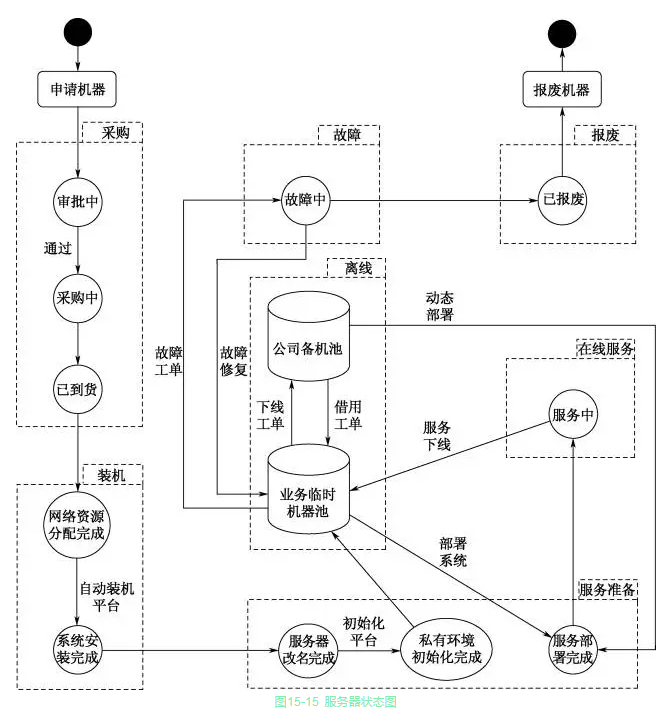 申请机器
采购
审批中
通过
采购中
已到货
装机
网络资源
分配完成
自动装机
平台
系统安
装完成
故障
故障中
故障
工单
故障
修复
离线
公司备机池
下线
工单
借用
工单
业务临时
机器池
报废机器
报废
已报废
动态
部署
在线服务
服务中
服务
下线
部署
系统
服务准备
服务器
改名完成
初始化
平台
私有环境
初始化完成
服务部
署完成
图15-15 服务器状态图